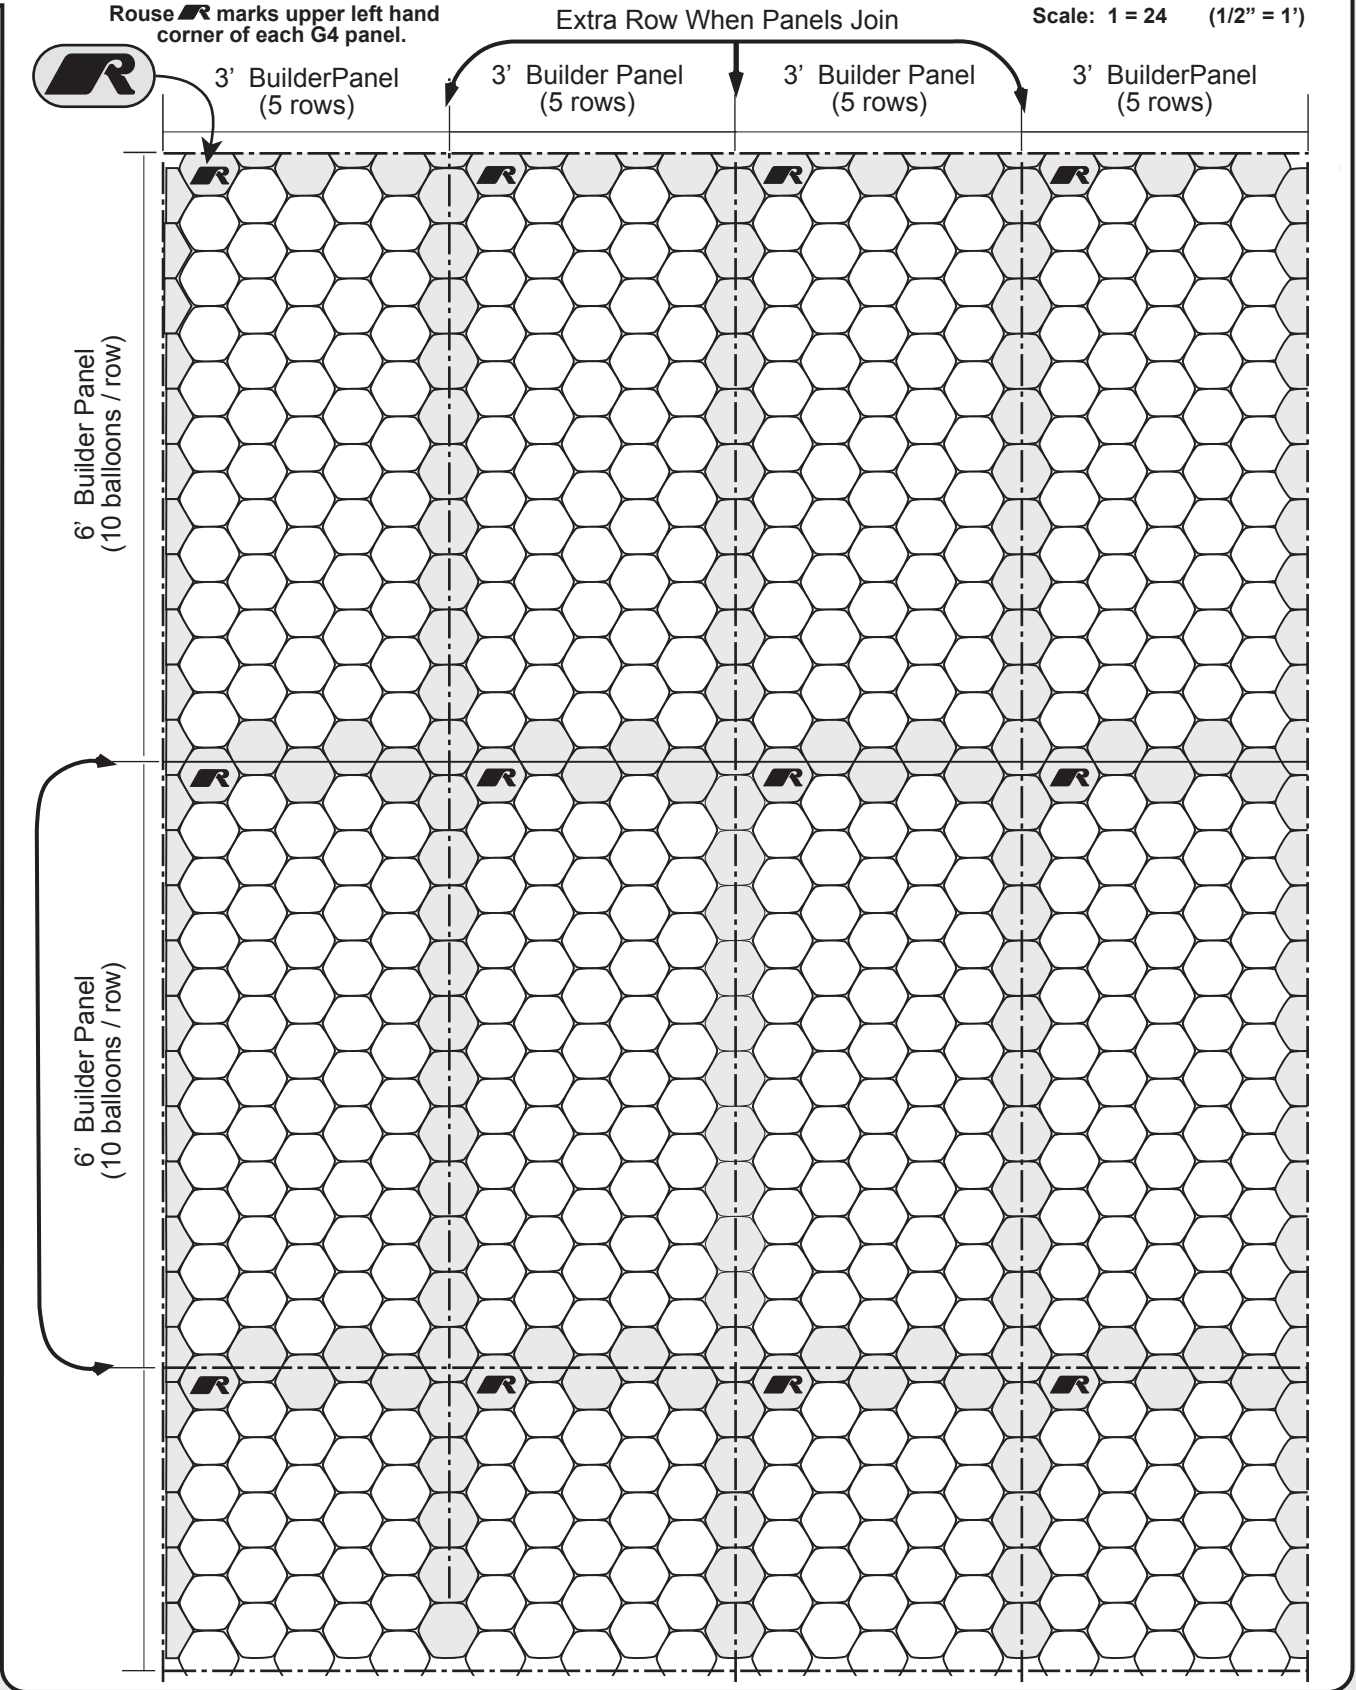 Rouse R marks upper left hand
corner of each G4 panel.
Extra Row When Panels Join
Scale: 1 = 24 (1/2” = 1’)
R
3’ BuilderPanel
(5 rows)
3’ Builder Panel
(5 rows)
3’ Builder Panel
(5 rows)
3’ BuilderPanel
(5 rows)
R
R
R
R
6’ Builder Panel
(10 balloons / row)
R
R
R
R
6’ Builder Panel
(10 balloons / row)
R
R
R
R